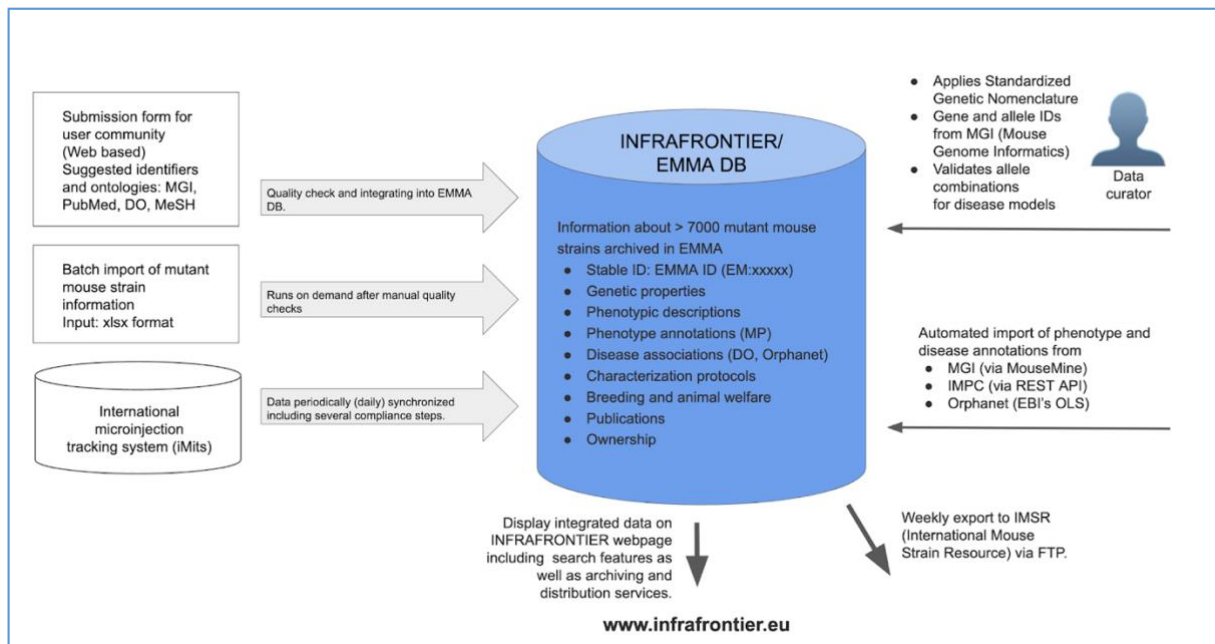 Submission form for
user community
(Web based)
Suggested identifiers
and ontologies: MGI,
PubMed, DO, MeSH
Quality check and integrating into EMMA
DB.
Batch import of mutant
mouse strain
information
Input: xlsx format
Runs on demand after manual quality
checks
International
microinjection
tracking system (iMits)
Data periodically (daily) synchronized
including several compliance steps.
INFRAFRONTIER/
EMMA DB
Information about > 7000 mutant mouse
strains archived in EMMA
● Stable ID: EMMA ID (EM:xxxxx)
● Genetic properties
● Phenotypic descriptions
● Phenotype annotations (MP)
● Disease associations (DO, Orphanet)
● Characterization protocols
● Breeding and animal welfare
● Publications
● Ownership
● Applies Standardized
Genetic Nomenclature
● Gene and allele IDs
from MGI (Mouse
Genome Informatics)
● Validates allele
combinations
for disease models
Data
curator
Automated import of phenotype and
disease annotations from
● MGI (via MouseMine)
● IMPC (via REST API)
● Orphanet (EBI's OLS)
Display integrated data on
INFRAFRONTIER webpage
including search features as
well as archiving and
distribution services.
www.infrafrontier.eu
Weekly export to IMSR
(International Mouse
Strain Resource) via FTP.